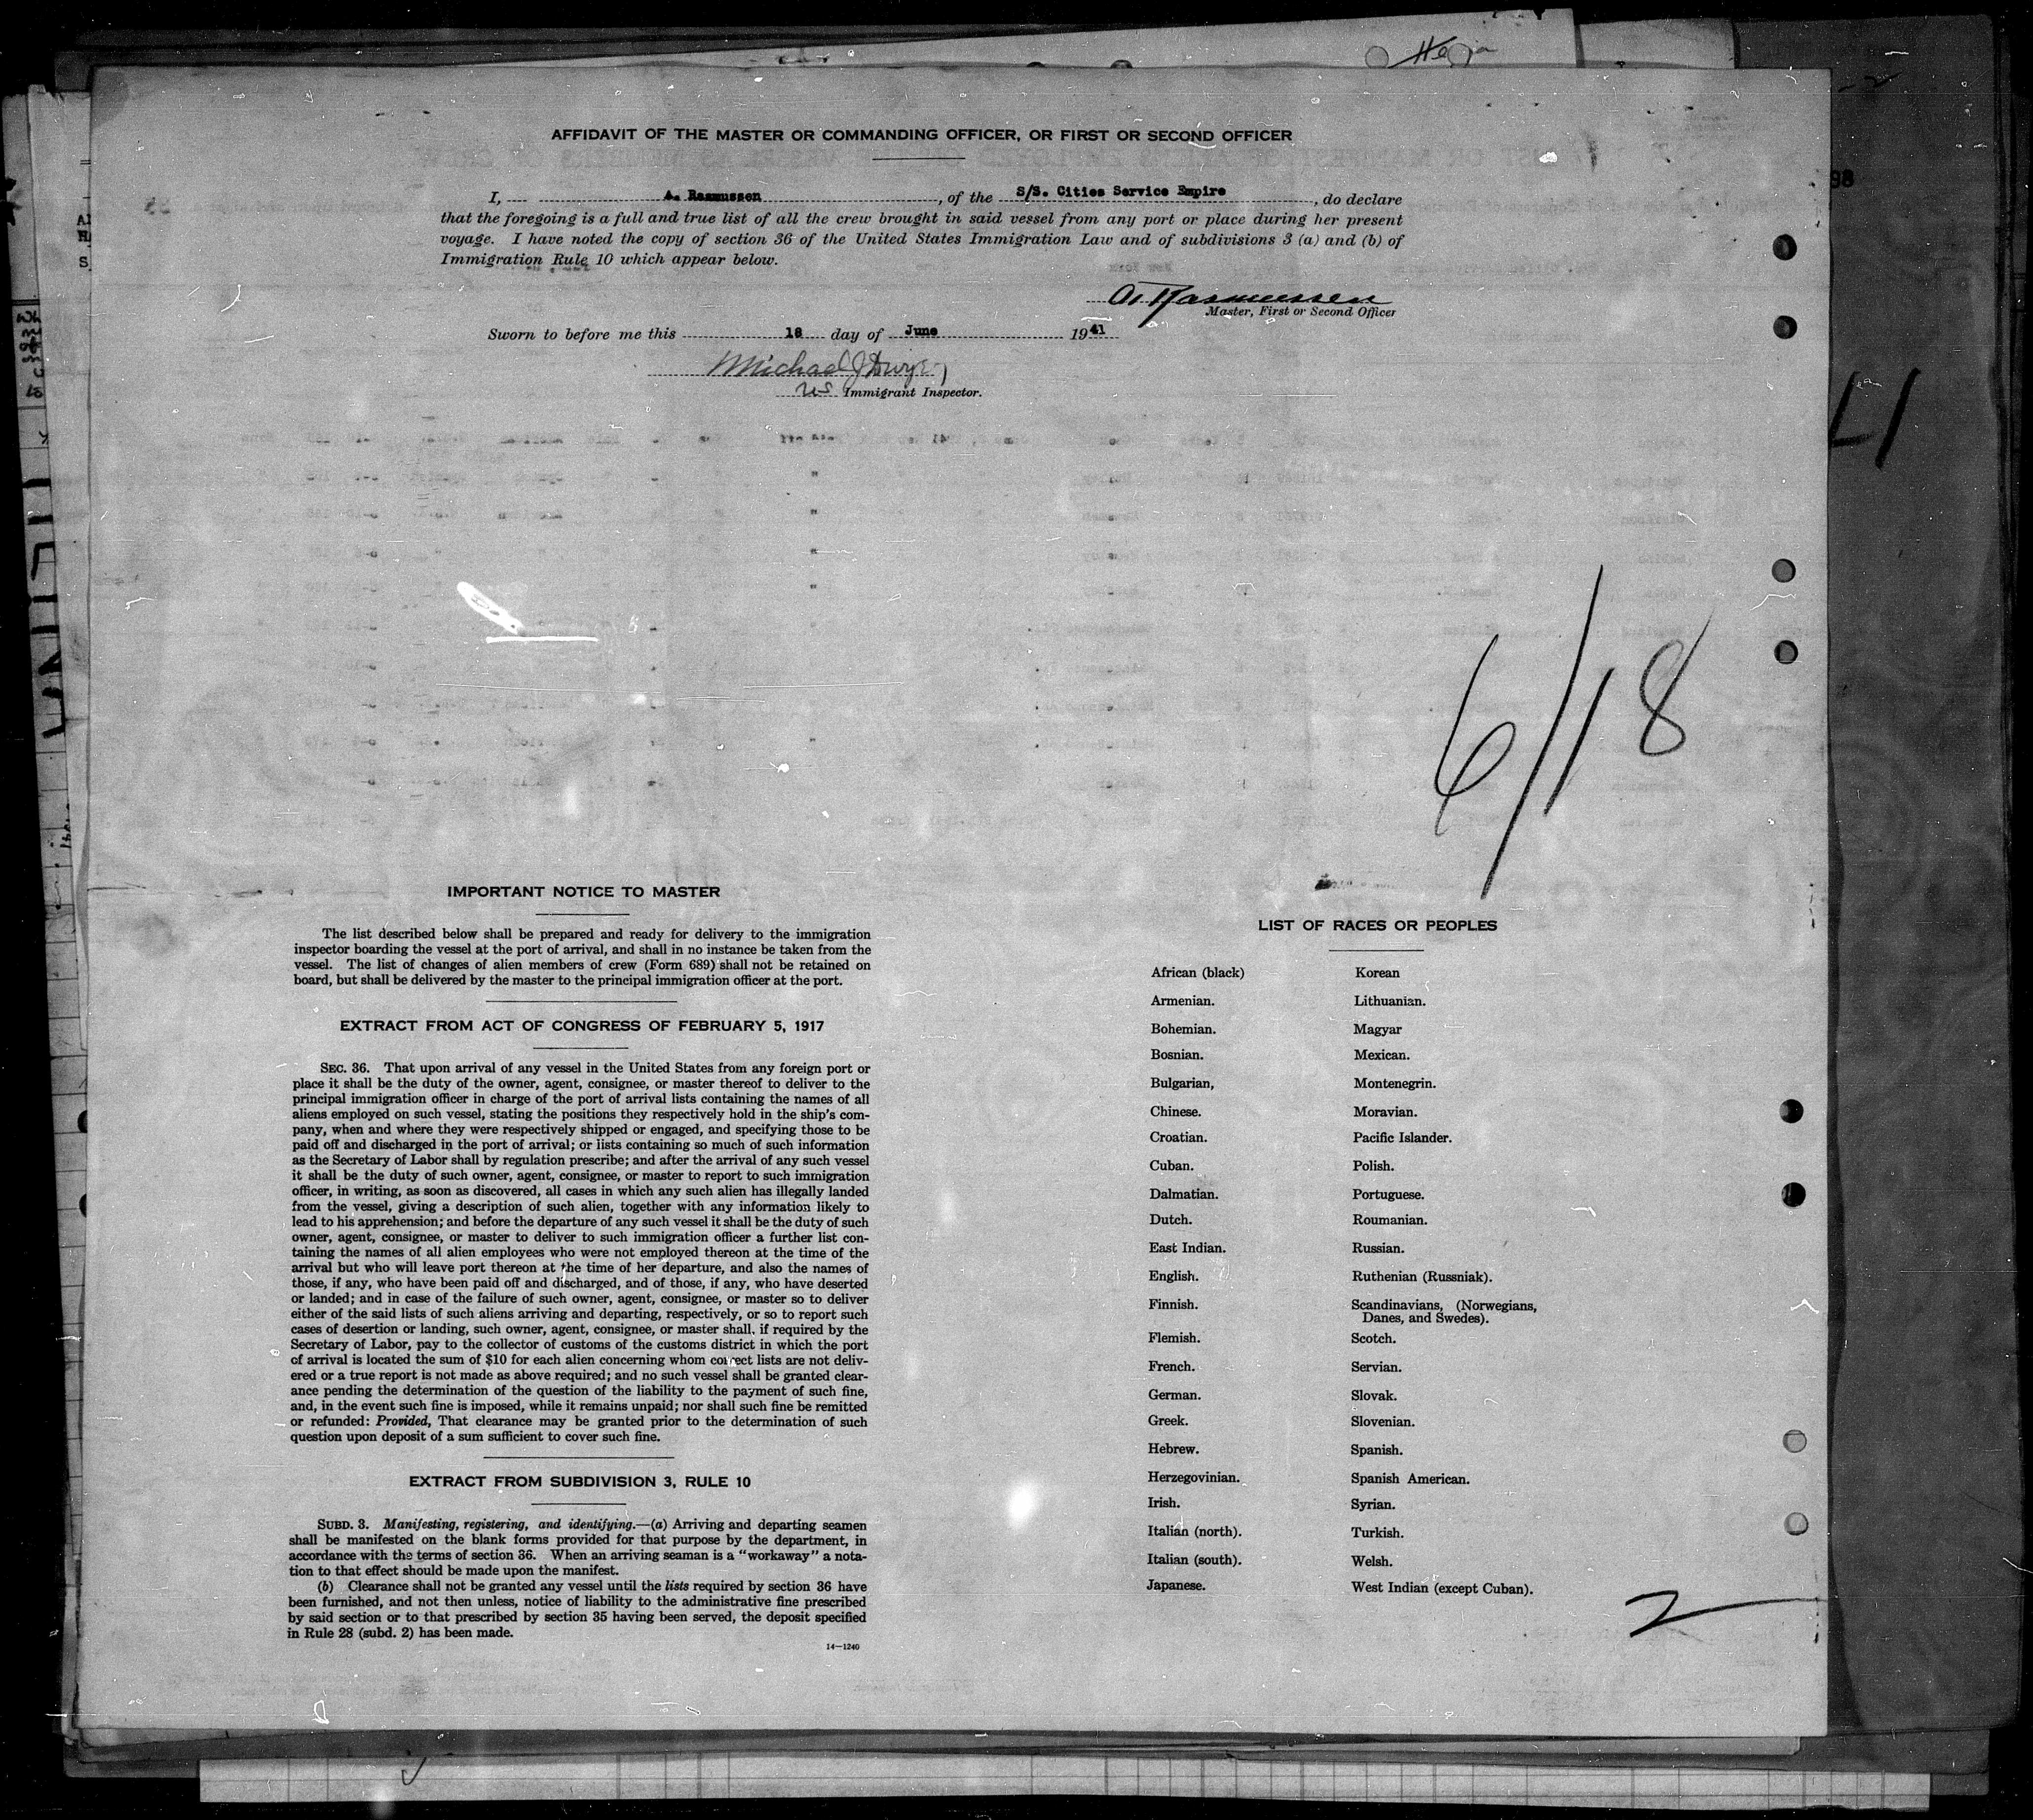 AFFIDAVIT OF THE MASTER OR COMMANDING OFFICER, OR FIRST OR SECOND OFFICER
I, A. Rasmussen, of the S/S. Cities Service Empire, do declare
that the foregoing is a full and true list of all the crew brought in said vessel from any port or place during her present
voyage. I have noted the copy of section 36 of the United States Immigration Law and of subdivisions 3 (a) and (b) of
Immigration Rule 10 which appear below.
A. Rasmussen
Master, First or Second Officer
Sworn to before me this 18 day of June 1941
Michael J Dwyer
US Immigrant Inspector.
6/18
IMPORTANT NOTICE TO MASTER
The list described below shall be prepared and ready for delivery to the immigration
inspector boarding the vessel at the port of arrival, and shall in no instance be taken from the
vessel. The list of changes of alien members of crew (Form 689) shall not be retained on
board, but shall be delivered by the master to the principal immigration officer at the port.
EXTRACT FROM ACT OF CONGRESS OF FEBRUARY 5, 1917
SEC. 36. That upon arrival of any vessel in the United States from any foreign port or
place it shall be the duty of the owner, agent, consignee, or master thereof to deliver to the
principal immigration officer in charge of the port of arrival lists containing the names of all
aliens employed on such vessel, stating the positions they respectively hold in the ship's com-
pany, when and where they were respectively shipped or engaged, and specifying those to be
paid off and discharged in the port of arrival; or lists containing so much of such information
as the Secretary of Labor shall by regulation prescribe; and after the arrival of any such vessel
it shall be the duty of such owner, agent, consignee, or master to report to such immigration
officer, in writing, as soon as discovered, all cases in which any such alien has illegally landed
from the vessel, giving a description of such alien, together with any information likely to
lead to his apprehension; and before the departure of any such vessel it shall be the duty of such
owner, agent, consignee, or master to deliver to such immigration officer a further list con-
taining the names of all alien employees who were not employed thereon at the time of the
arrival but who will leave port thereon at the time of her departure, and also the names of
those, if any, who have been paid off and discharged, and of those, if any, who have deserted
or landed; and in case of the failure of such owner, agent, consignee, or master so to deliver
either of the said lists of such aliens arriving and departing, respectively, or so to report such
cases of desertion or landing, such owner, agent, consignee, or master shall, if required by the
Secretary of Labor, pay to the collector of customs of the customs district in which the port
of arrival is located the sum of $10 for each alien concerning whom correct lists are not deliv-
ered or a true report is not made as above required; and no such vessel shall be granted clear-
ance pending the determination of the question of the liability to the payment of such fine,
and, in the event such fine is imposed, while it remains unpaid; nor shall such fine be remitted
or refunded: Provided, That clearance may be granted prior to the determination of such
question upon deposit of a sum sufficient to cover such fine.
EXTRACT FROM SUBDIVISION 3, RULE 10
SUBD. 3. Manifesting, registering, and identifying.—(a) Arriving and departing seamen
shall be manifested on the blank forms provided for that purpose by the department, in
accordance with the terms of section 36. When an arriving seaman is a "workaway" a nota-
tion to that effect should be made upon the manifest.
(b) Clearance shall not be granted any vessel until the lists required by section 36 have
been furnished, and not then unless, notice of liability to the administrative fine prescribed
by said section or to that prescribed by section 35 having been served, the deposit specified
in Rule 28 (subd. 2) has been made.
14—1240
LIST OF RACES OR PEOPLES
African (black)
Armenian.
Bohemian.
Bosnian.
Bulgarian,
Chinese.
Croatian.
Cuban.
Dalmatian.
Dutch.
East Indian.
English.
Finnish.
Flemish.
French.
German.
Greek.
Hebrew.
Herzegovinian.
Irish.
Italian (north).
Italian (south).
Japanese.
Korean
Lithuanian.
Magyar
Mexican.
Montenegrin.
Moravian.
Pacific Islander.
Polish.
Portuguese.
Roumanian.
Russian.
Ruthenian (Russniak).
Scandinavians, (Norwegians,
Danes, and Swedes).
Scotch.
Servian.
Slovak.
Slovenian.
Spanish.
Spanish American.
Syrian.
Turkish.
Welsh.
West Indian (except Cuban).
2